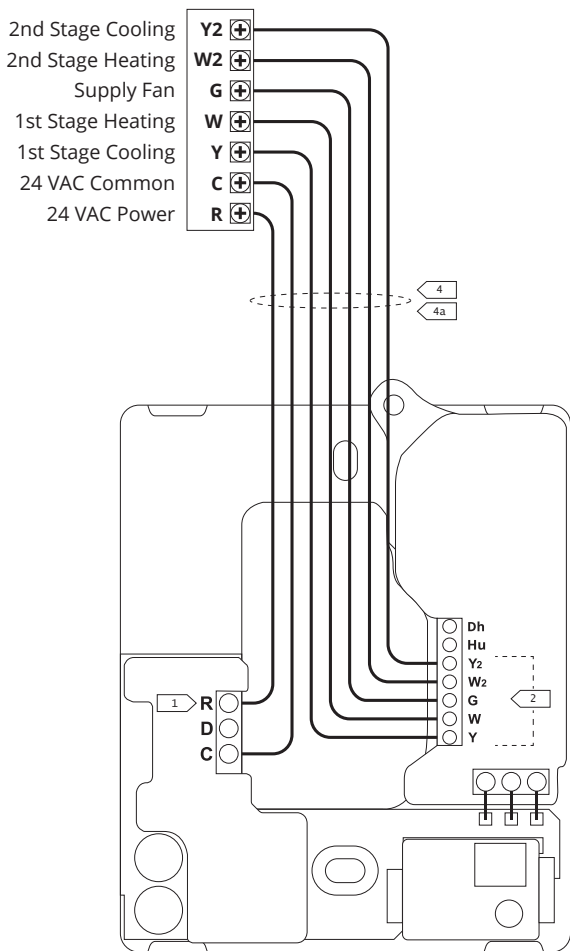 2nd Stage Cooling Y2
2nd Stage Heating W2
Supply Fan G
1st Stage Heating W
1st Stage Cooling Y
24 VAC Common C
24 VAC Power R
4
4a
Dh
Hu
Y2
W2
G
W
Y
2
1
R
D
C